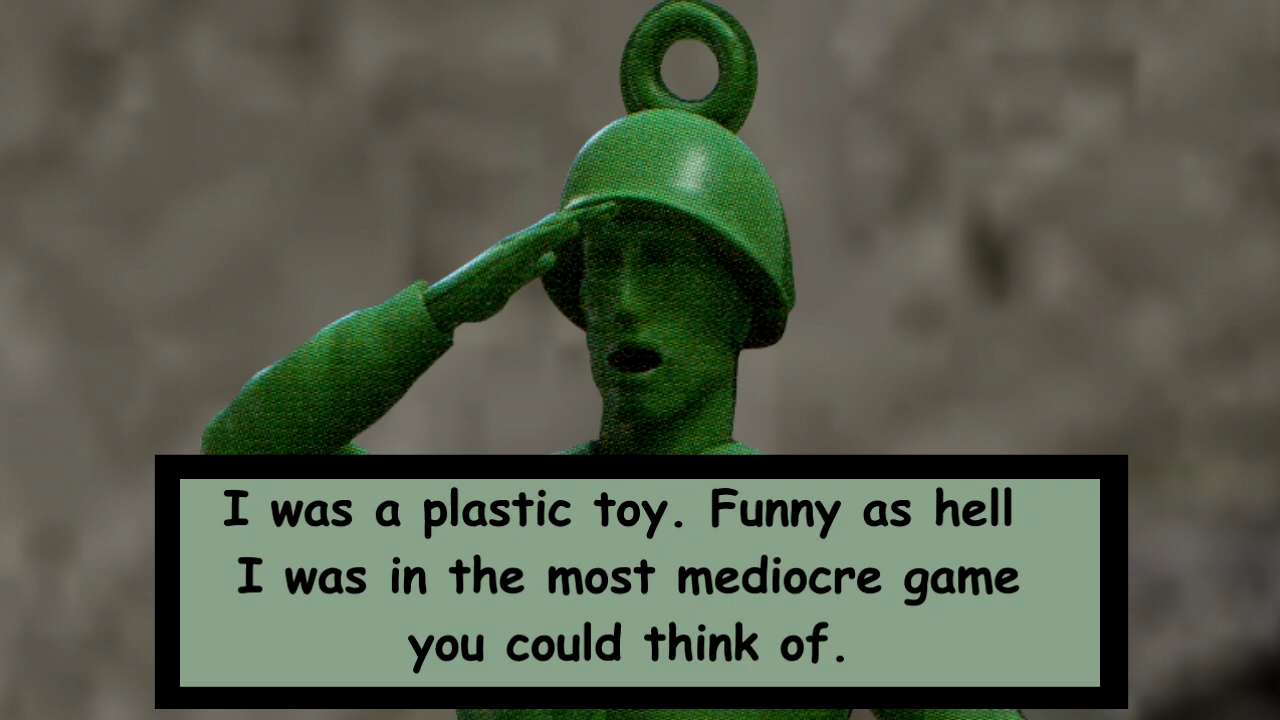 I was a plastic toy. Funny as hell
I was in the most mediocre game
you could think of.